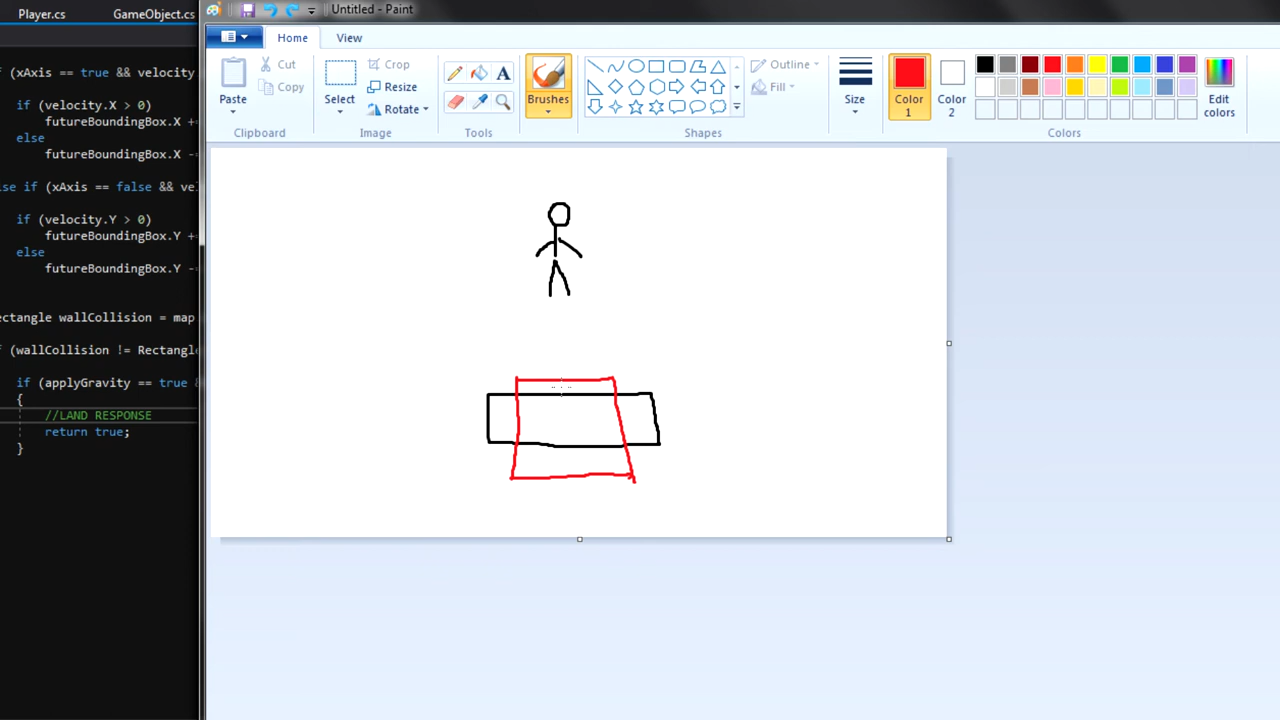 Player.cs GameObject.cs
Untitled - Paint
Home View
Paste
Cut
Copy
Clipboard
Select
Crop
Resize
Rotate
Image
A
Tools
Brushes
Outline
Fill
Shapes
Size
Color
1
Color
2
Edit
colors
Colors
f (xAxis == true && velocity
if (velocity.X > 0)
futureBoundingBox.X +
else
futureBoundingBox.X -
lse if (xAxis == false && ve
if (velocity.Y > 0)
futureBoundingBox.Y +
else
futureBoundingBox.Y -
ectangle wallCollision = map
f (wallCollision != Rectangle
if (applyGravity == true &
{
//LAND RESPONSE
return true;
}